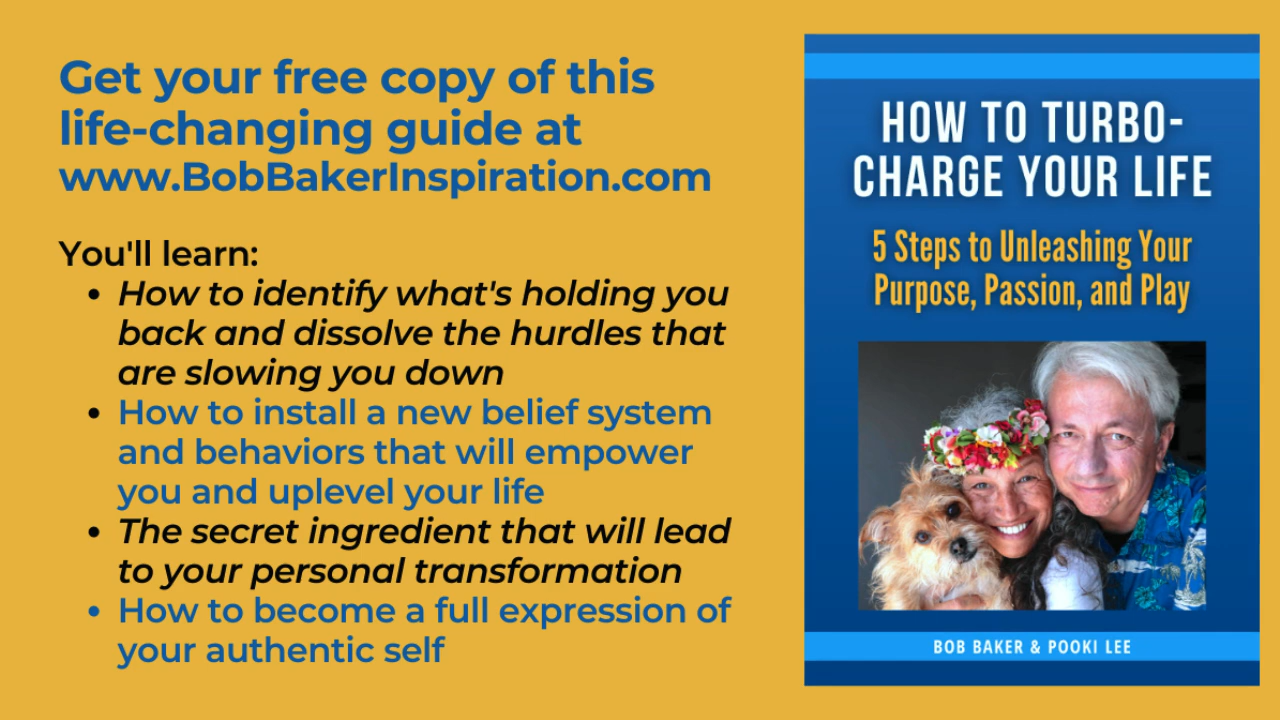 Get your free copy of this
life-changing guide at
www.BobBakerInspiration.com
You'll learn:
• How to identify what's holding you
back and dissolve the hurdles that
are slowing you down
• How to install a new belief system
and behaviors that will empower
you and uplevel your life
• The secret ingredient that will lead
to your personal transformation
• How to become a full expression of
your authentic self
HOW TO TURBO-
CHARGE YOUR LIFE
5 Steps to Unleashing Your
Purpose, Passion, and Play
BOB BAKER & POOKI LEE